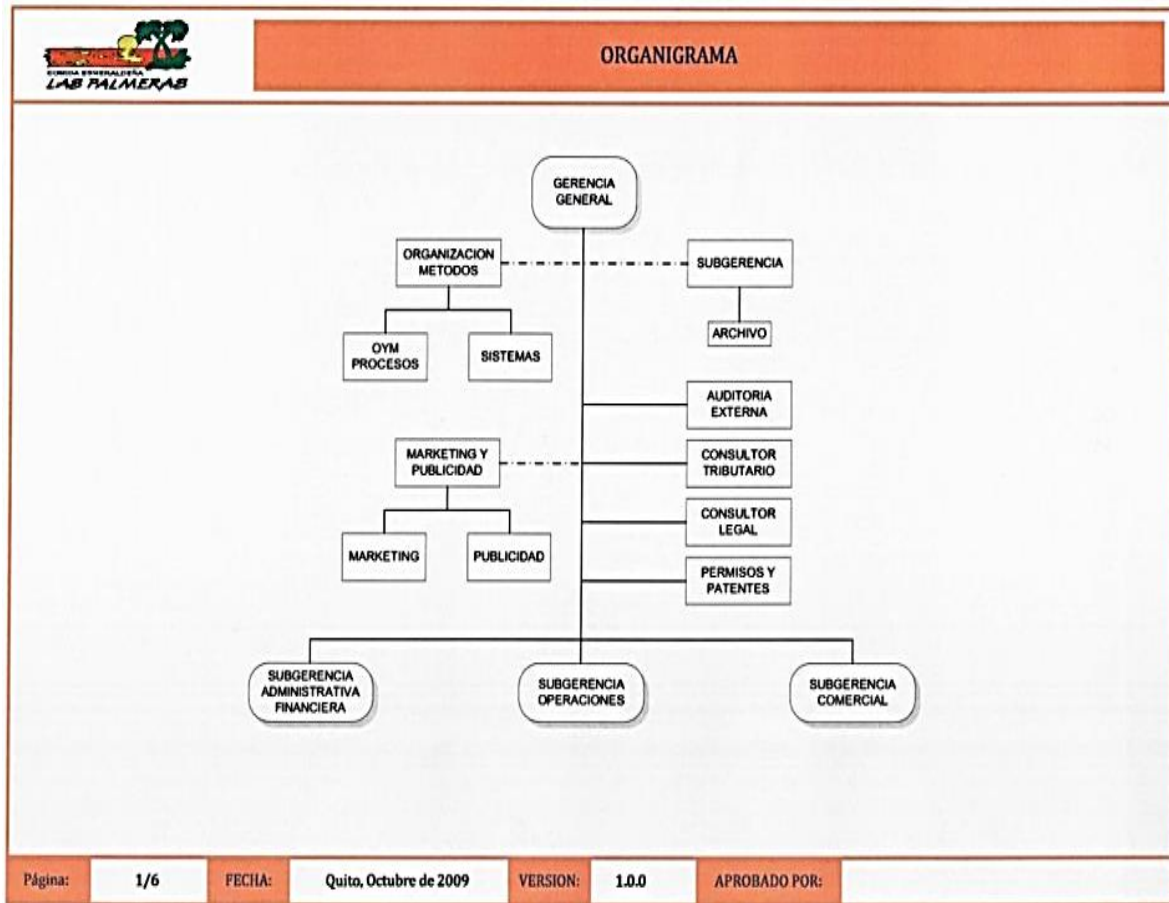 COMIDA ESMERALDEÑA
LAS PALMERAS
ORGANIGRAMA
GERENCIA
GENERAL
ORGANIZACION
METODOS
SUBGERENCIA
OYM
PROCESOS
SISTEMAS
ARCHIVO
AUDITORIA
EXTERNA
MARKETING Y
PUBLICIDAD
CONSULTOR
TRIBUTARIO
CONSULTOR
LEGAL
MARKETING
PUBLICIDAD
PERMISOS Y
PATENTES
SUBGERENCIA
ADMINISTRATIVA
FINANCIERA
SUBGERENCIA
OPERACIONES
SUBGERENCIA
COMERCIAL
Página: 1/6 FECHA: Quito, Octubre de 2009 VERSION: 1.0.0 APROBADO POR: